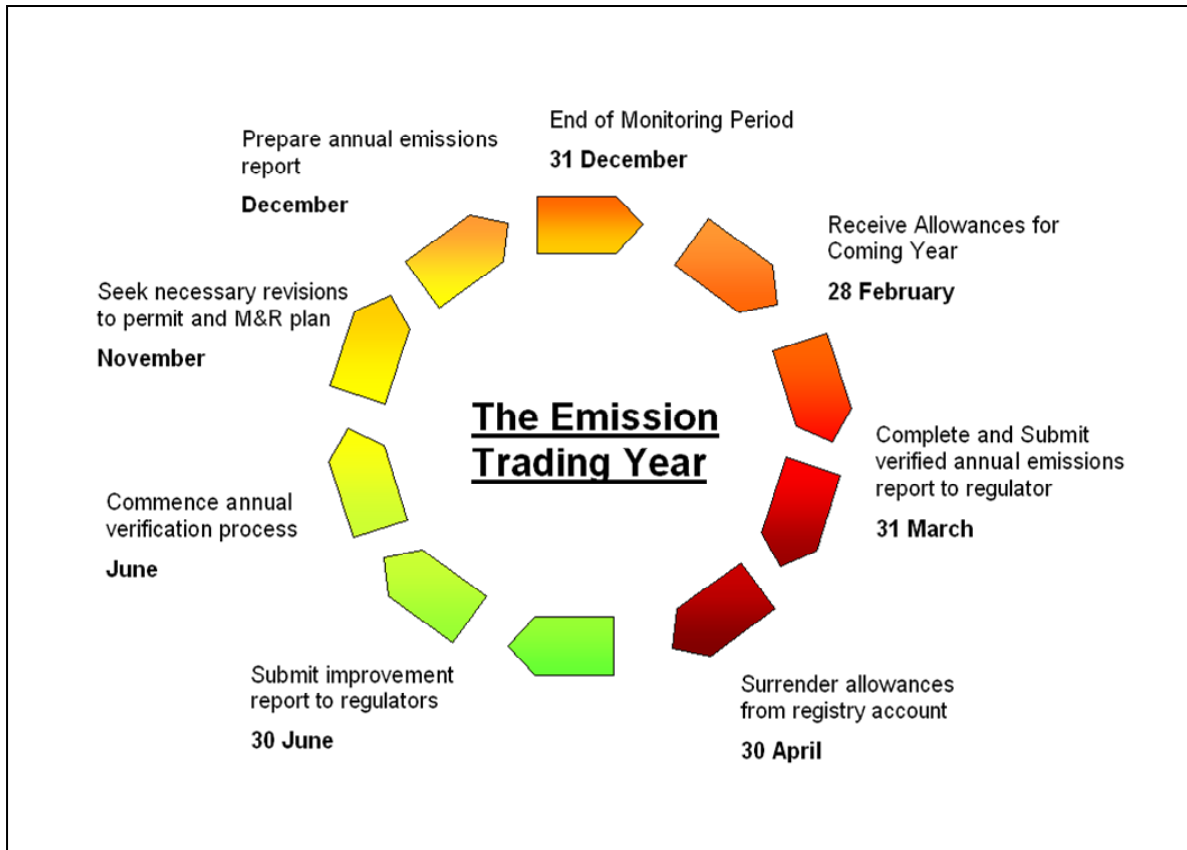 The Emission
Trading Year
End of Monitoring Period
31 December
Receive Allowances for
Coming Year
28 February
Complete and Submit
verified annual emissions
report to regulator
31 March
Surrender allowances
from registry account
30 April
Submit improvement
report to regulators
30 June
Commence annual
verification process
June
Seek necessary revisions
to permit and M&R plan
November
Prepare annual emissions
report
December